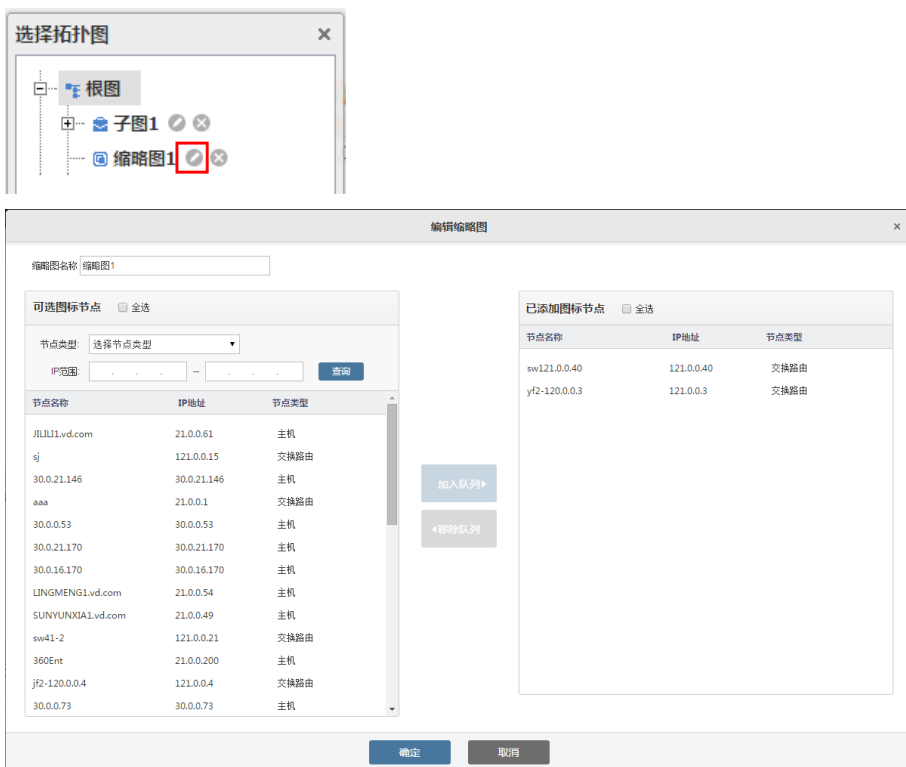 选择拓扑图 ×
根图
子图1
缩略图1
编辑缩略图 ×
缩略图名称 缩略图1
可选图标节点 全选
节点类型: 选择节点类型
IP范围: . . . -- . . . 查询
节点名称 IP地址 节点类型
JILILI1.vd.com 21.0.0.61 主机
sj 121.0.0.15 交换路由
30.0.21.146 30.0.21.146 主机
aaa 21.0.0.1 交换路由
30.0.0.53 30.0.0.53 主机
30.0.21.170 30.0.21.170 主机
30.0.16.170 30.0.16.170 主机
LINGMENG1.vd.com 21.0.0.54 主机
SUNYUNXIA1.vd.com 21.0.0.49 主机
sw41-2 121.0.0.21 交换路由
360Ent 21.0.0.200 主机
jf2-120.0.0.4 121.0.0.4 交换路由
30.0.0.73 30.0.0.73 主机
加入队列
移除队列
已添加图标节点 全选
节点名称 IP地址 节点类型
sw121.0.0.40 121.0.0.40 交换路由
yf2-120.0.0.3 121.0.0.3 交换路由
确定 取消